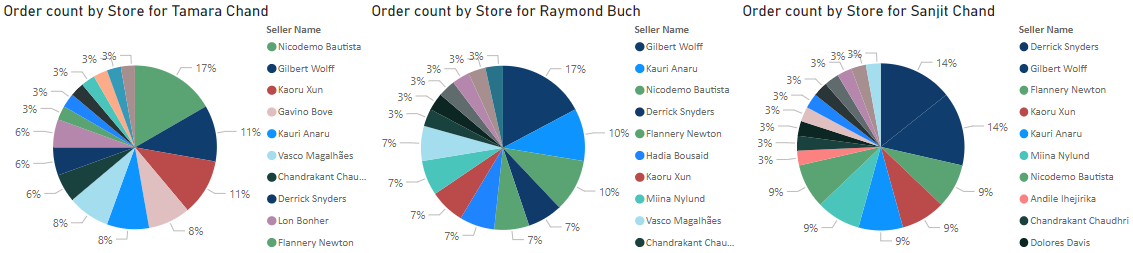 Order count by Store for Tamara Chand
Seller Name
Nicodemo Bautista
Gilbert Wolff
Kaoru Xun
Gavino Bove
Kauri Anaru
Vasco Magalhães
Chandrakant Chau...
Derrick Snyders
Lon Bonher
Flannery Newton
17%
11%
11%
8%
8%
8%
6%
6%
6%
3%
3%
3%
3%
3%
Order count by Store for Raymond Buch
Seller Name
Gilbert Wolff
Kauri Anaru
Nicodemo Bautista
Derrick Snyders
Flannery Newton
Hadia Bousaid
Kaoru Xun
Miina Nylund
Vasco Magalhães
Chandrakant Chau...
17%
10%
10%
7%
7%
7%
7%
7%
7%
3%
3%
3%
3%
3%
Order count by Store for Sanjit Chand
Seller Name
Derrick Snyders
Gilbert Wolff
Flannery Newton
Kaoru Xun
Kauri Anaru
Miina Nylund
Nicodemo Bautista
Andile Ihejirika
Chandrakant Chaudhri
Dolores Davis
14%
14%
9%
9%
9%
9%
9%
3%
3%
3%
3%
3%
3%
3%
3%